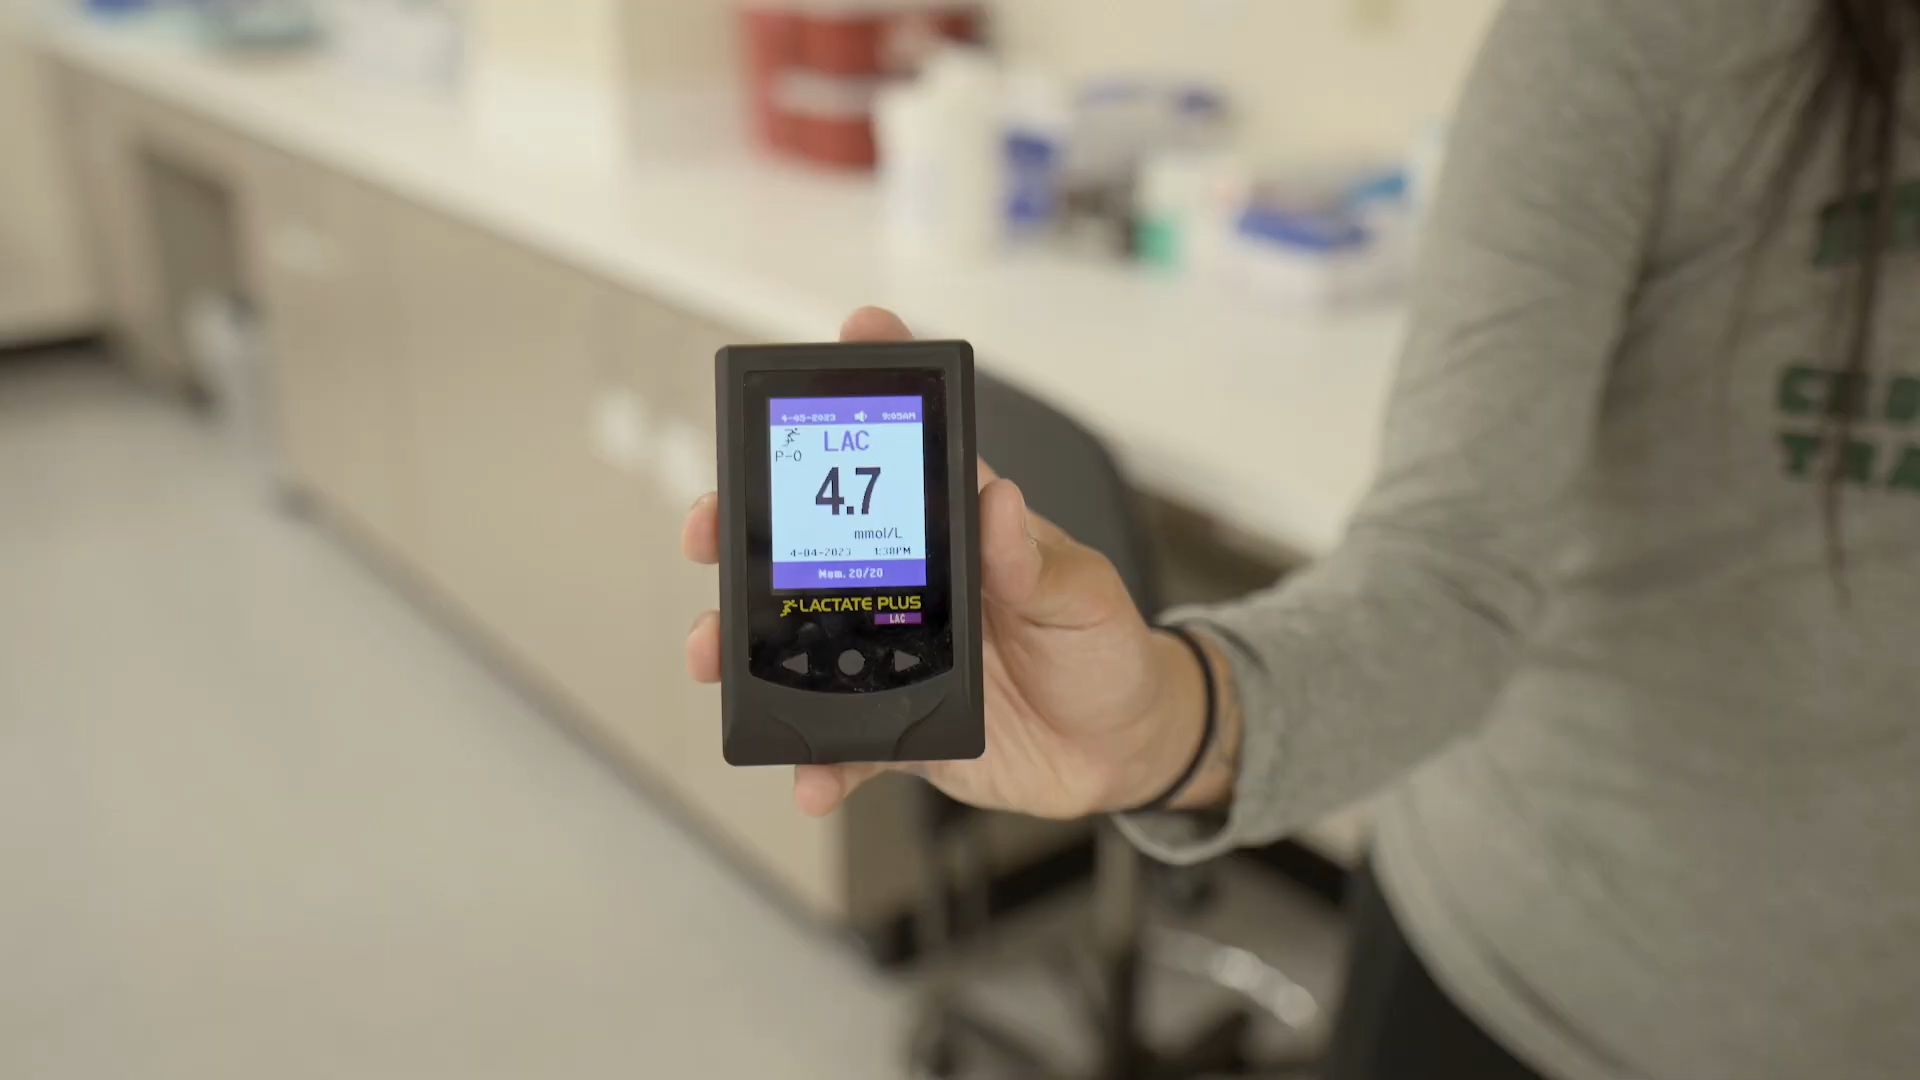 4-05-2023 9:05AM
LAC
P-0
4.7
mmol/L
4-04-2023 1:38PM
Mem. 20/20
LACTATE PLUS
LAC